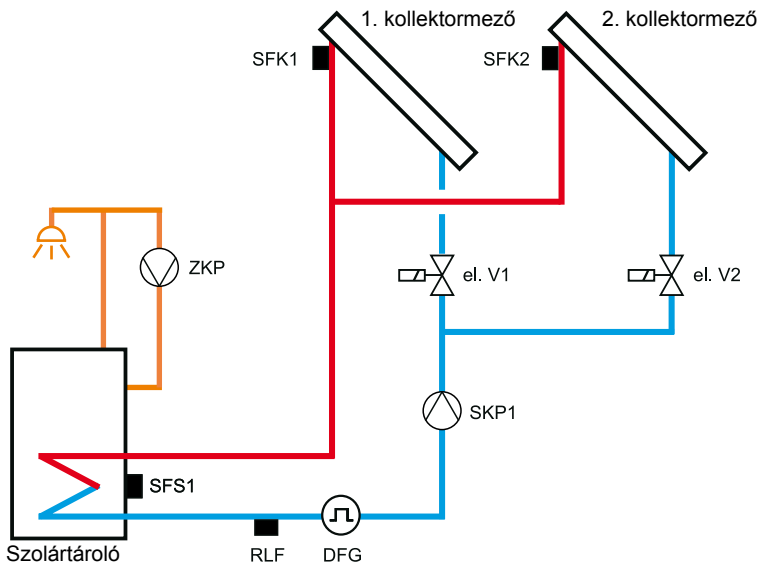 1. kollektormező
2. kollektormező
SFK1
SFK2
ZKP
el. V1
el. V2
SKP1
SFS1
Szolártároló
RLF
DFG